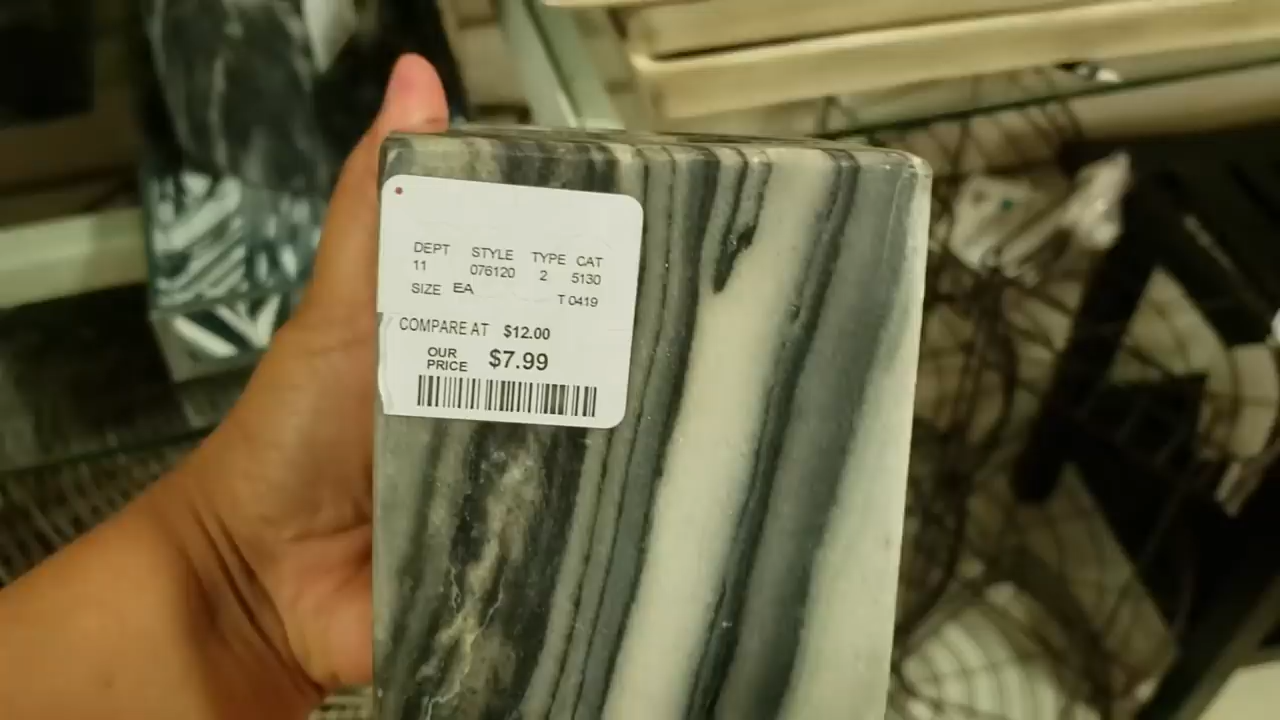 DEPT STYLE TYPE CAT
11 076120 2 5130
SIZE EA T 0419
COMPARE AT $12.00
OUR PRICE $7.99